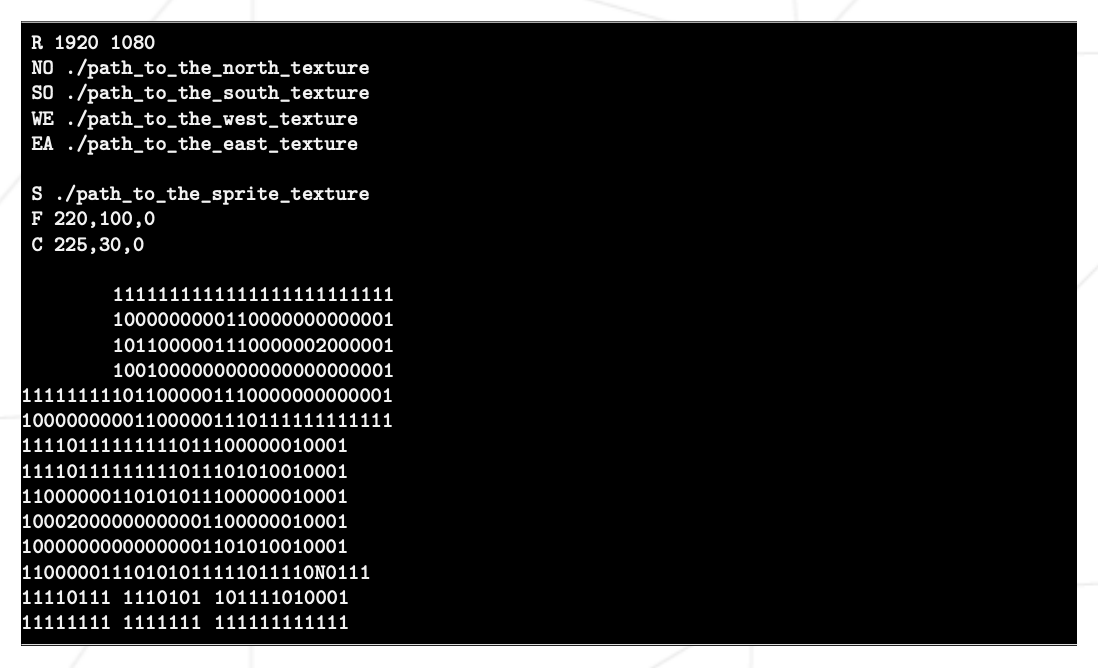 R 1920 1080
NO ./path_to_the_north_texture
SO ./path_to_the_south_texture
WE ./path_to_the_west_texture
EA ./path_to_the_east_texture
S ./path_to_the_sprite_texture
F 220,100,0
C 225,30,0
        1111111111111111111111111
        1000000000110000000000001
        1011000001110000002000001
        1001000000000000000000001
111111111011000001110000000000001
100000000011000001110111111111111
11110111111111011100000010001
11110111111111011101010010001
11000000110101011100000010001
10002000000000001100000010001
10000000000000001101010010001
11000001110101011111011110N0111
11110111 1110101 101111010001
11111111 1111111 111111111111